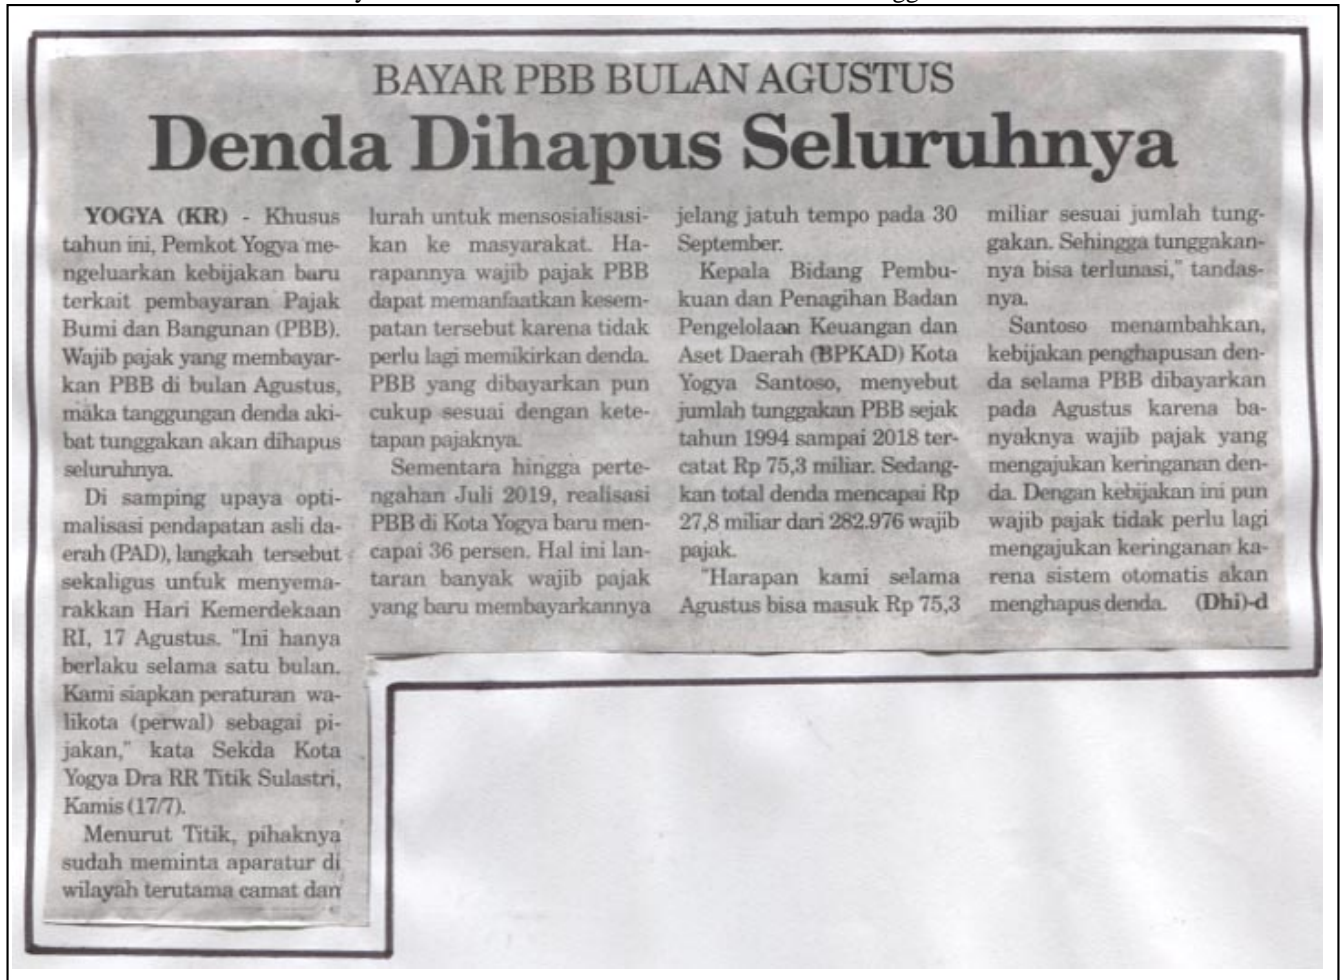 BAYAR PBB BULAN AGUSTUS
Denda Dihapus Seluruhnya
YOGYA (KR) - Khusus
tahun ini, Pemkot Yogya me-
ngeluarkan kebijakan baru
terkait pembayaran Pajak
Bumi dan Bangunan (PBB).
Wajib pajak yang membayar-
kan PBB di bulan Agustus,
maka tanggungan denda aki-
bat tunggakan akan dihapus
seluruhnya.
Di samping upaya opti-
malisasi pendapatan asli da-
erah (PAD), langkah tersebut
sekaligus untuk menyema-
rakkan Hari Kemerdekaan
RI, 17 Agustus. "Ini hanya
berlaku selama satu bulan.
Kami siapkan peraturan wa-
likota (perwal) sebagai pi-
jakan," kata Sekda Kota
Yogya Dra RR Titik Sulastri,
Kamis (17/7).
Menurut Titik, pihaknya
sudah meminta aparatur di
wilayah terutama camat dan
lurah untuk mensosialisasi-
kan ke masyarakat. Ha-
rapannya wajib pajak PBB
dapat memanfaatkan kesem-
patan tersebut karena tidak
perlu lagi memikirkan denda.
PBB yang dibayarkan pun
cukup sesuai dengan kete-
tapan pajaknya.
Sementara hingga perte-
ngahan Juli 2019, realisasi
PBB di Kota Yogya baru men-
capai 36 persen. Hal ini lan-
taran banyak wajib pajak
yang baru membayarkannya
jelang jatuh tempo pada 30
September.
Kepala Bidang Pembu-
kuan dan Penagihan Badan
Pengelolaan Keuangan dan
Aset Daerah (BPKAD) Kota
Yogya Santoso, menyebut
jumlah tunggakan PBB sejak
tahun 1994 sampai 2018 ter-
catat Rp 75,3 miliar. Sedang-
kan total denda mencapai Rp
27,8 miliar dari 282.976 wajib
pajak.
"Harapan kami selama
Agustus bisa masuk Rp 75,3
miliar sesuai jumlah tung-
gakan. Sehingga tunggakan-
nya bisa terlunasi," tandas-
nya.
Santoso menambahkan,
kebijakan penghapusan den-
da selama PBB dibayarkan
pada Agustus karena ba-
nyaknya wajib pajak yang
mengajukan keringanan den-
da. Dengan kebijakan ini pun
wajib pajak tidak perlu lagi
mengajukan keringanan ka-
rena sistem otomatis akan
menghapus denda. (Dhi)-d